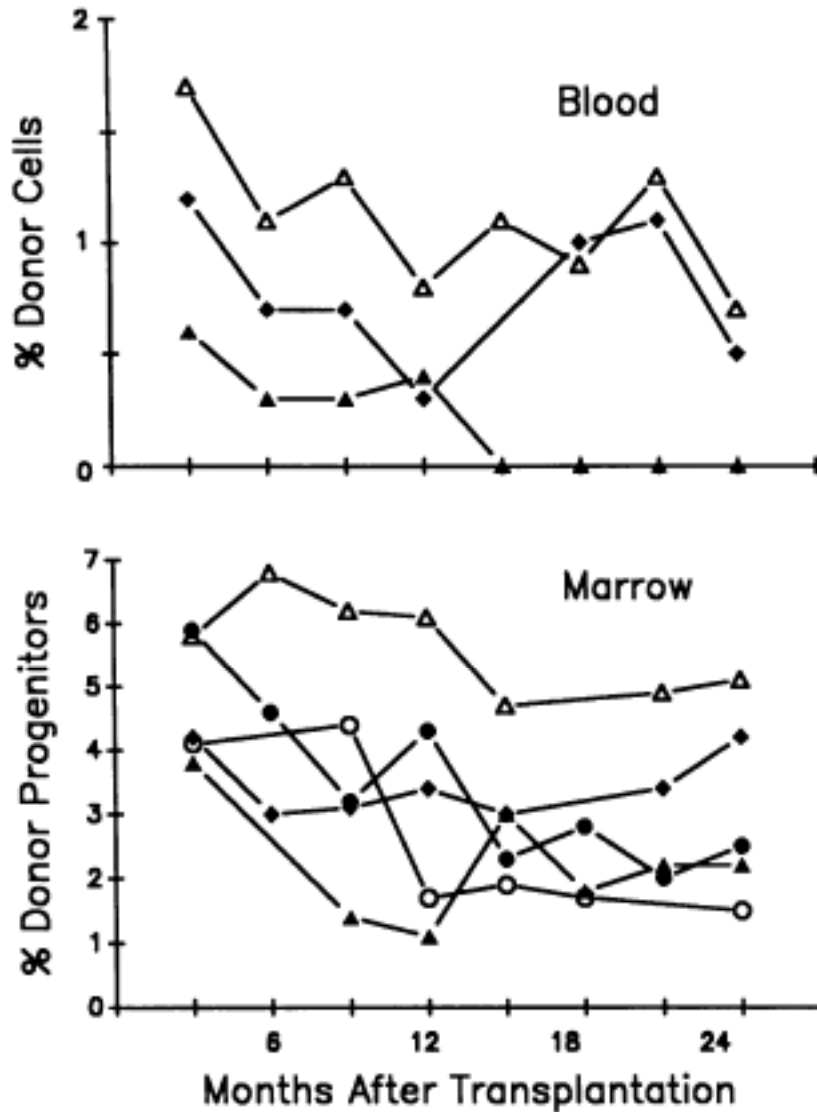 2
Blood
% Donor Cells
1
0
7
Marrow
6
% Donor Progenitors
5
4
3
2
1
0
6 12 18 24
Months After Transplantation